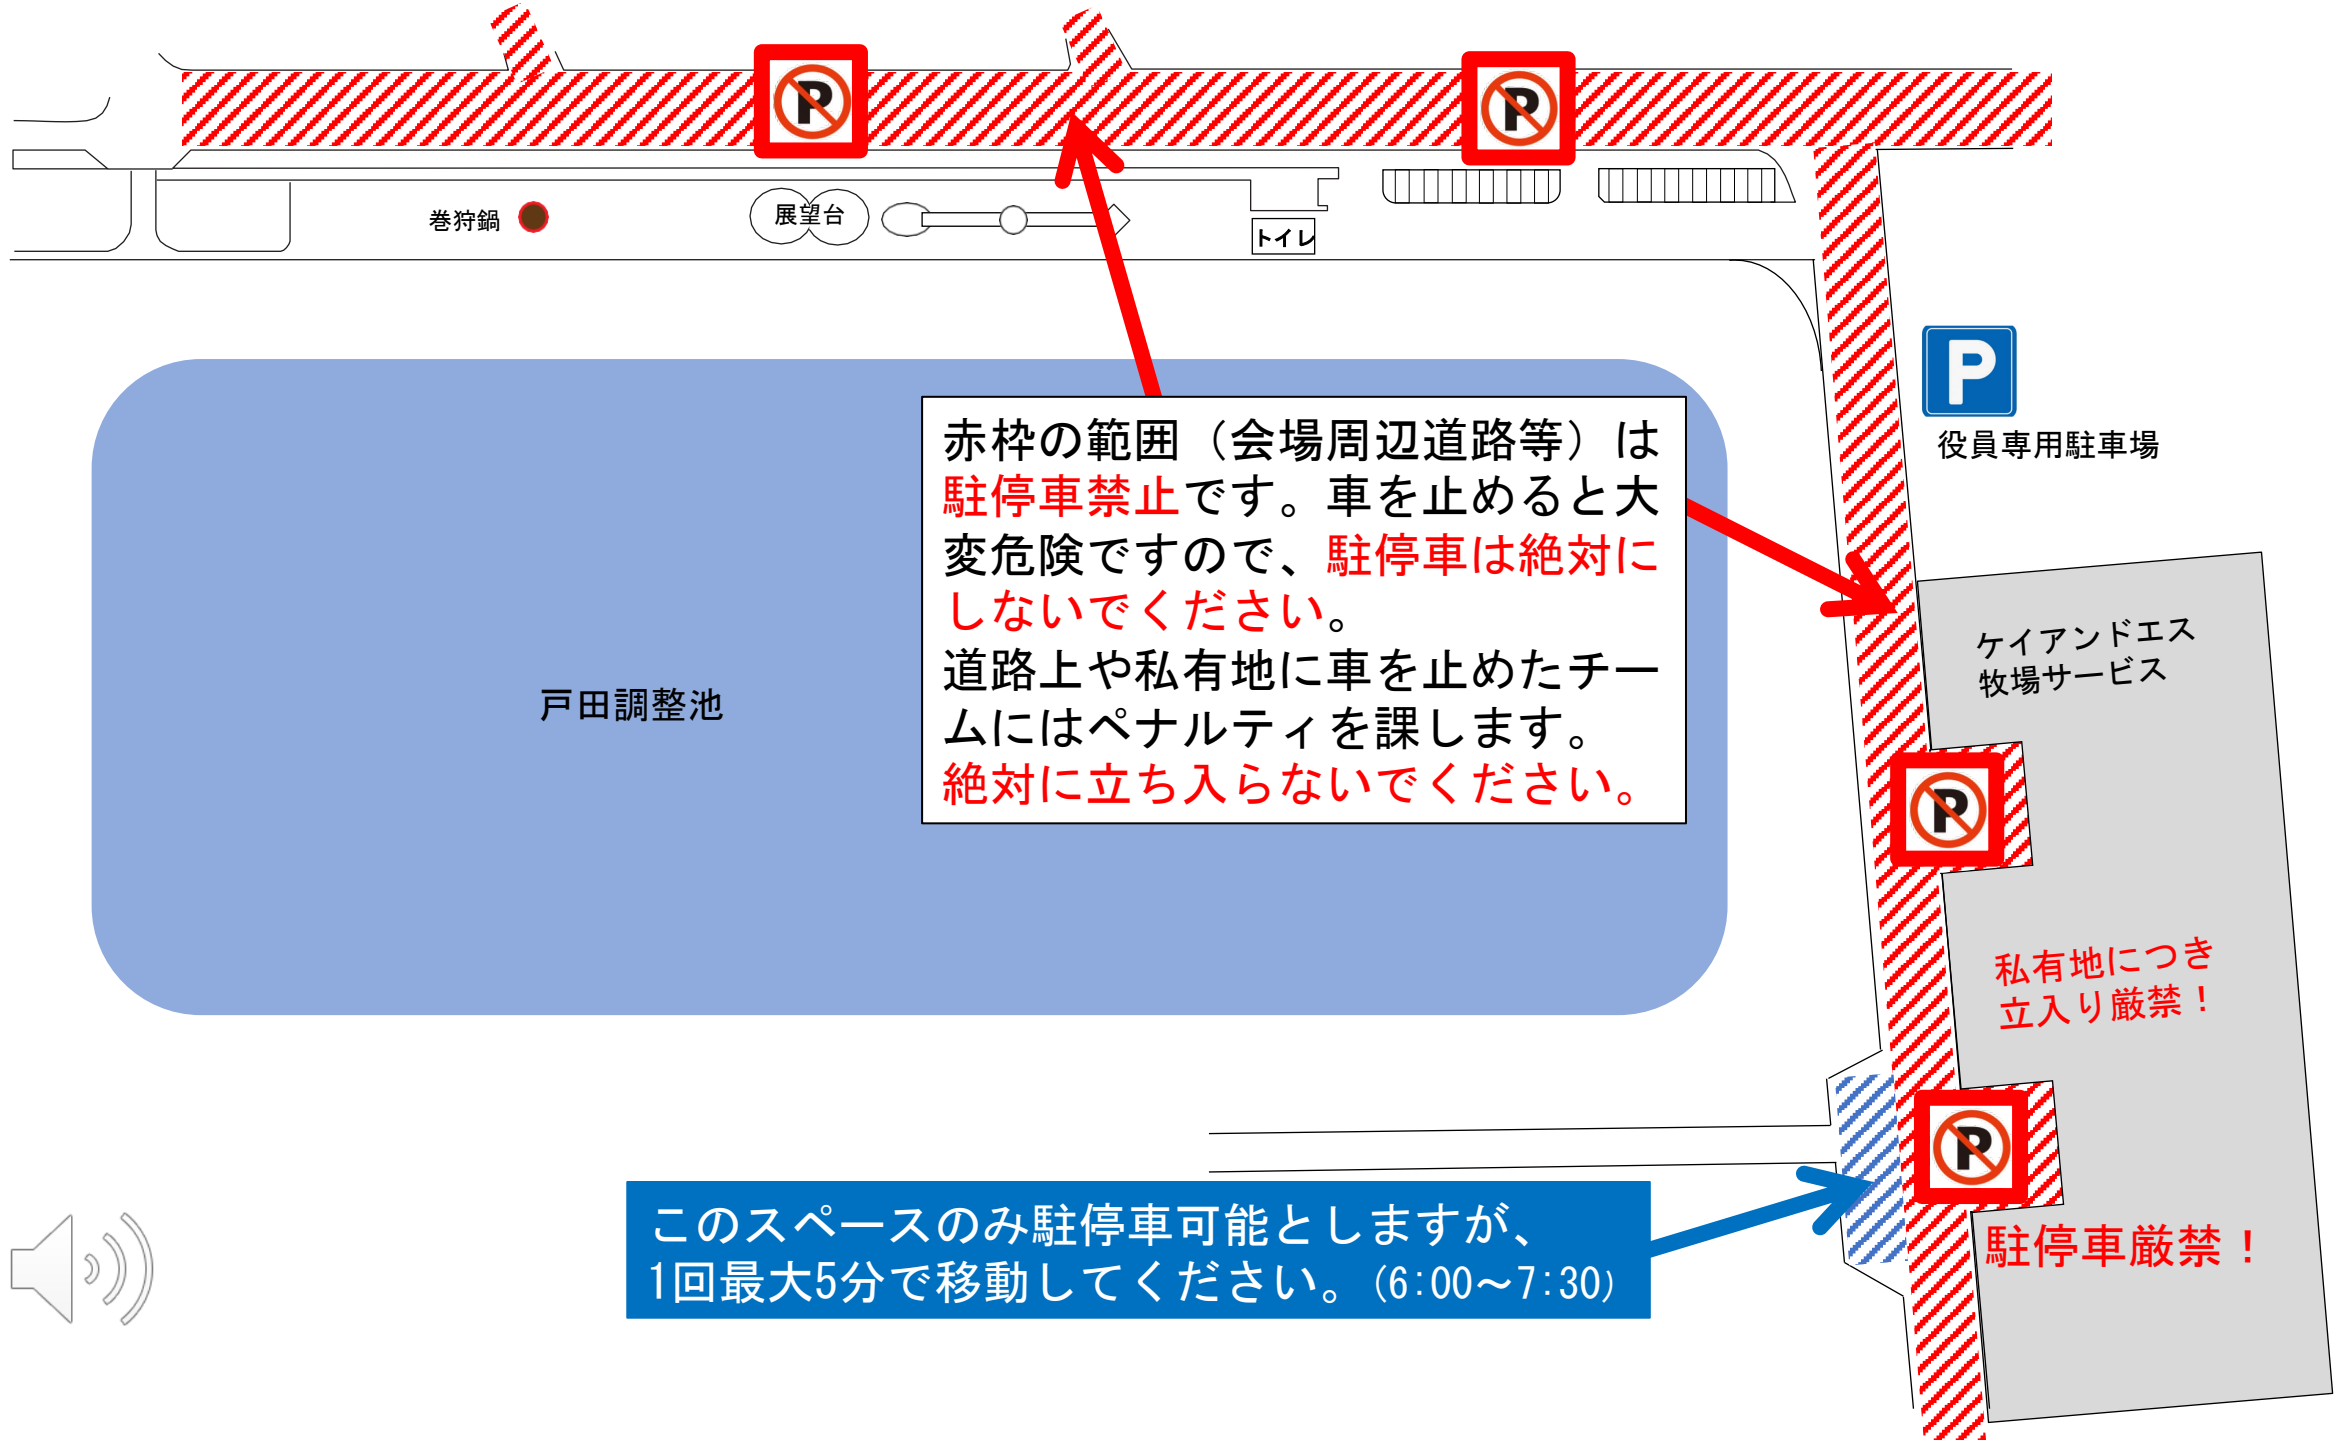 P
P
巻狩鍋
展望台
トイレ
P
役員専用駐車場
赤枠の範囲（会場周辺道路等）は
駐停車禁止です。車を止めると大
変危険ですので、駐停車は絶対に
しないでください。
道路上や私有地に車を止めたチー
ムにはペナルティを課します。
絶対に立ち入らないでください。
ケイアンドエス
牧場サービス
戸田調整池
P
私有地につき
立入り厳禁！
P
このスペースのみ駐停車可能としますが、
1回最大5分で移動してください。(6:00～7:30)
駐停車厳禁！